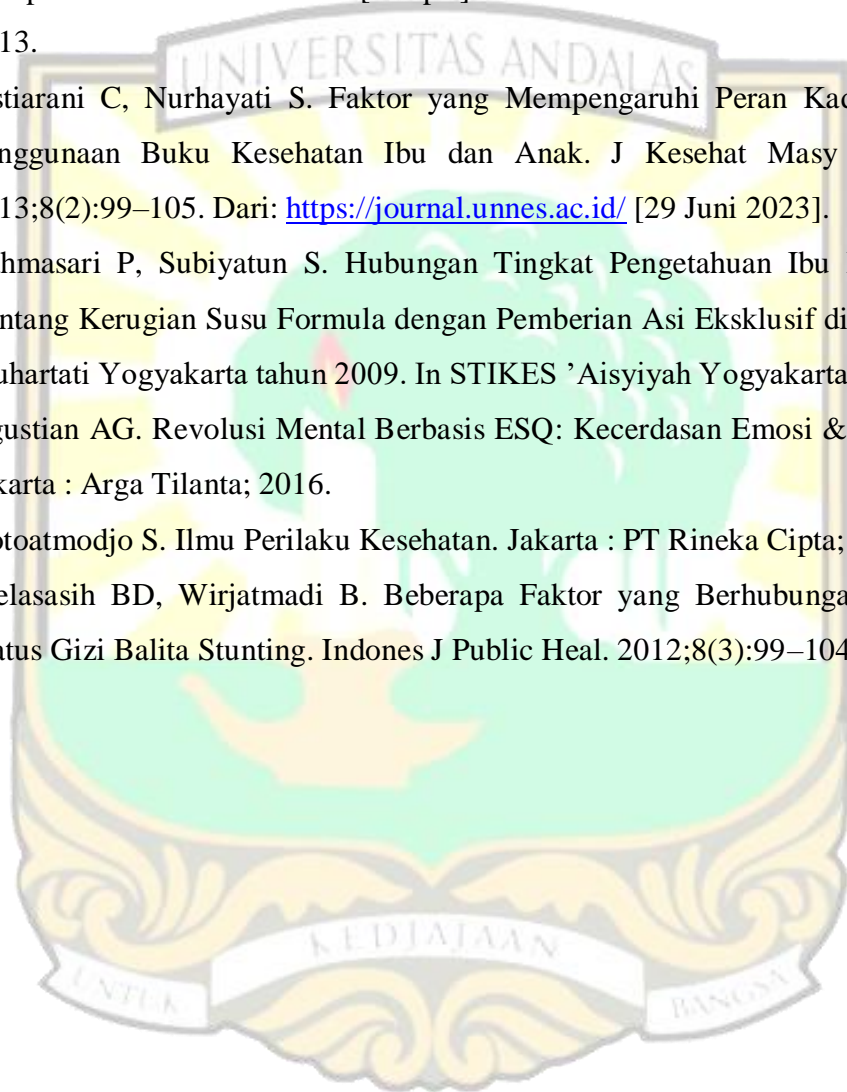 13.
UNIVERSITAS ANDALAS
stiarani C, Nurhayati S. Faktor yang Mempengaruhi Peran Kad
nggunaan Buku Kesehatan Ibu dan Anak. J Kesehat Masy
13;8(2):99–105. Dari: https://journal.unnes.ac.id/ [29 Juni 2023].
hmasari P, Subiyatun S. Hubungan Tingkat Pengetahuan Ibu
ntang Kerugian Susu Formula dengan Pemberian Asi Eksklusif di
uhartati Yogyakarta tahun 2009. In STIKES ’Aisyiyah Yogyakarta
gustian AG. Revolusi Mental Berbasis ESQ: Kecerdasan Emosi &
karta : Arga Tilanta; 2016.
otoatmodjo S. Ilmu Perilaku Kesehatan. Jakarta : PT Rineka Cipta;
elasasih BD, Wirjatmadi B. Beberapa Faktor yang Berhubunga
atus Gizi Balita Stunting. Indones J Public Heal. 2012;8(3):99–104
UNTUK KEDJAJAAN BANGSA